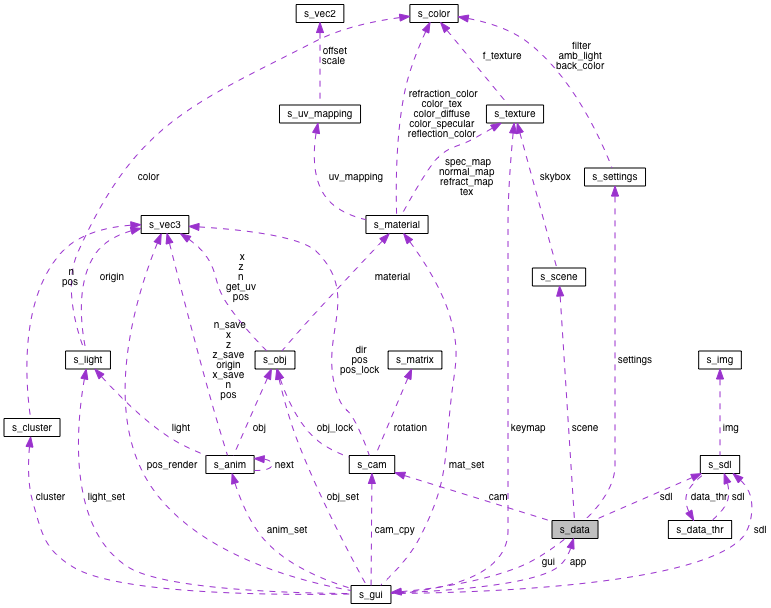 s_vec2
s_color
offset
scale
filter
amb_light
back_color
f_texture
refraction_color
color_tex
color_diffuse
color_specular
reflection_color
s_uv_mapping
s_texture
spec_map
normal_map
refract_map
tex
color
uv_mapping
skybox
s_settings
s_vec3
s_material
n
pos
origin
x
z
n
get_uv
pos
material
s_scene
n_save
x
z
z_save
origin
x_save
n
pos
s_light
s_obj
dir
pos
pos_lock
s_matrix
settings
s_img
s_cluster
light
obj
obj_lock
rotation
keymap
scene
img
pos_render
s_anim
next
s_cam
mat_set
s_sdl
cluster
light_set
obj_set
cam
sdl
data_thr
sdl
anim_set
cam_cpy
s_data
s_data_thr
sdl
gui
app
s_gui